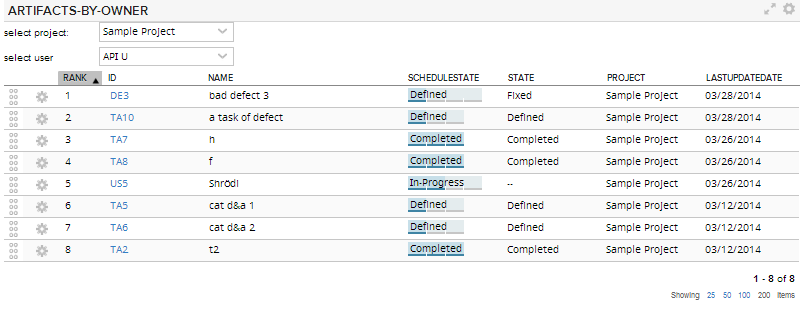 ARTIFACTS-BY-OWNER
select project: Sample Project
select user API U
RANK ID NAME SCHEDULESTATE STATE PROJECT LASTUPDATEDATE
1 DE3 bad defect 3 Defined Fixed Sample Project 03/28/2014
2 TA10 a task of defect Defined Defined Sample Project 03/28/2014
3 TA7 h Completed Completed Sample Project 03/26/2014
4 TA8 f Completed Completed Sample Project 03/26/2014
5 US5 Shrödi In-Progress -- Sample Project 03/26/2014
6 TA5 cat d&a 1 Defined Defined Sample Project 03/12/2014
7 TA6 cat d&a 2 Defined Defined Sample Project 03/12/2014
8 TA2 t2 Completed Completed Sample Project 03/12/2014
1 - 8 of 8
Showing 25 50 100 200 items